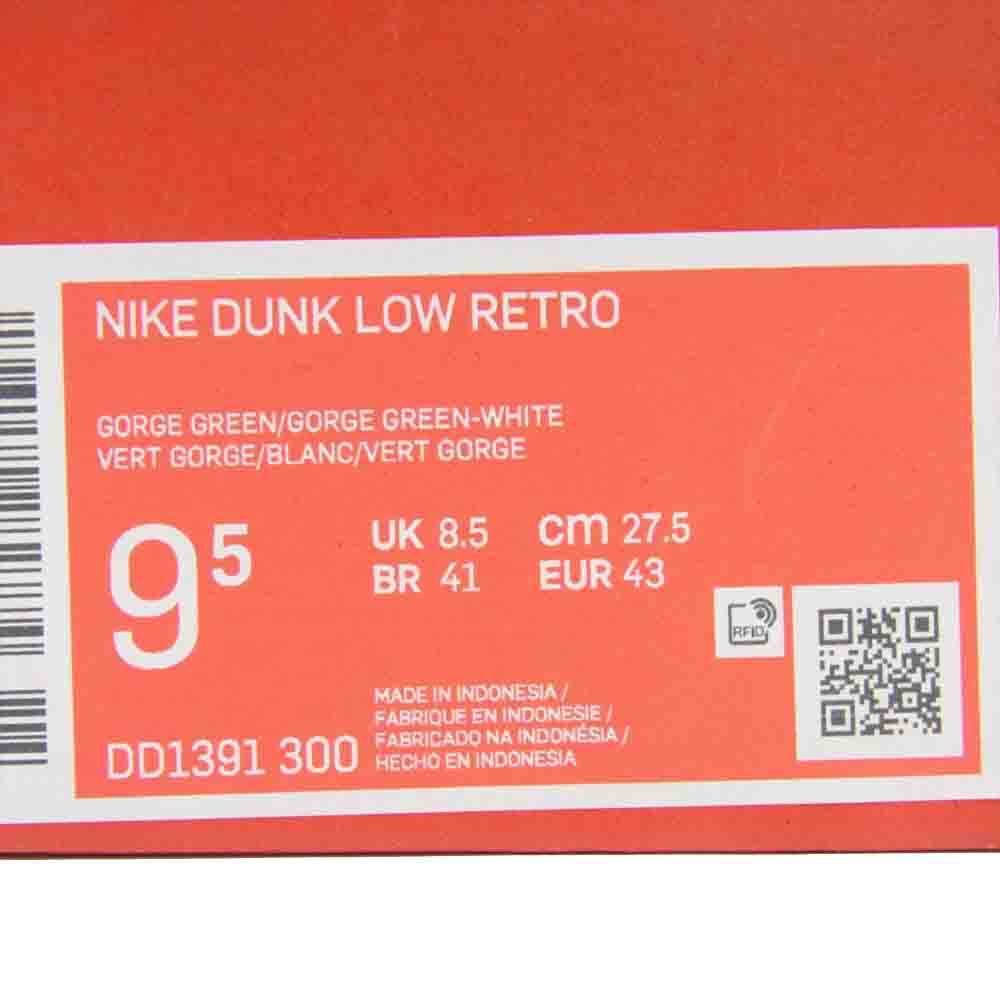 NIKE DUNK LOW RETRO
GORGE GREEN/GORGE GREEN-WHITE
VERT GORGE/BLANC/VERT GORGE
9⁵
UK 8.5 cm 27.5
BR 41 EUR 43
RFID
MADE IN INDONESIA /
FABRIQUE EN INDONESIE /
FABRICADO NA INDONÉSIA /
HECHO EN INDONESIA
DD1391 300